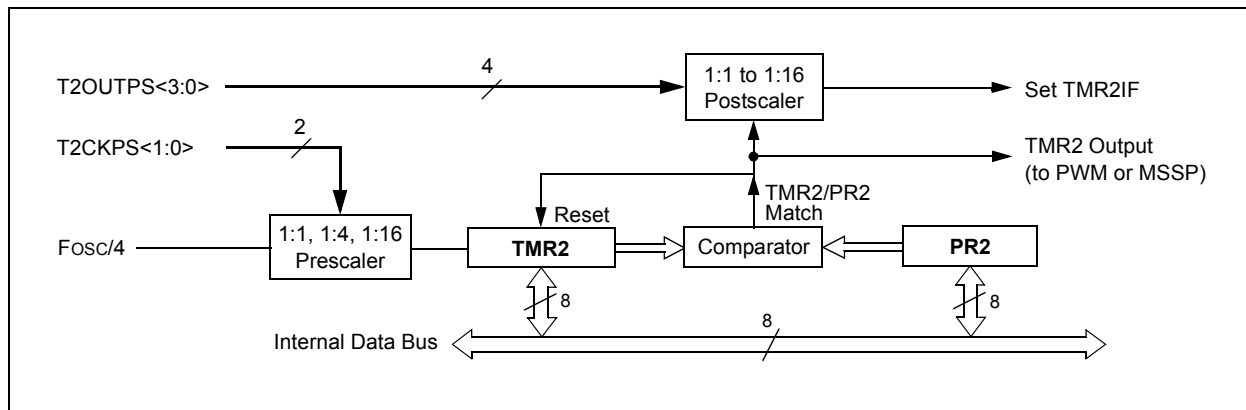 T2OUTPS<3:0>
4
1:1 to 1:16
Postscaler
Set TMR2IF
T2CKPS<1:0>
2
TMR2 Output
(to PWM or MSSP)
TMR2/PR2
Match
Reset
FOSC/4
1:1, 1:4, 1:16
Prescaler
TMR2
Comparator
PR2
8
8
8
Internal Data Bus